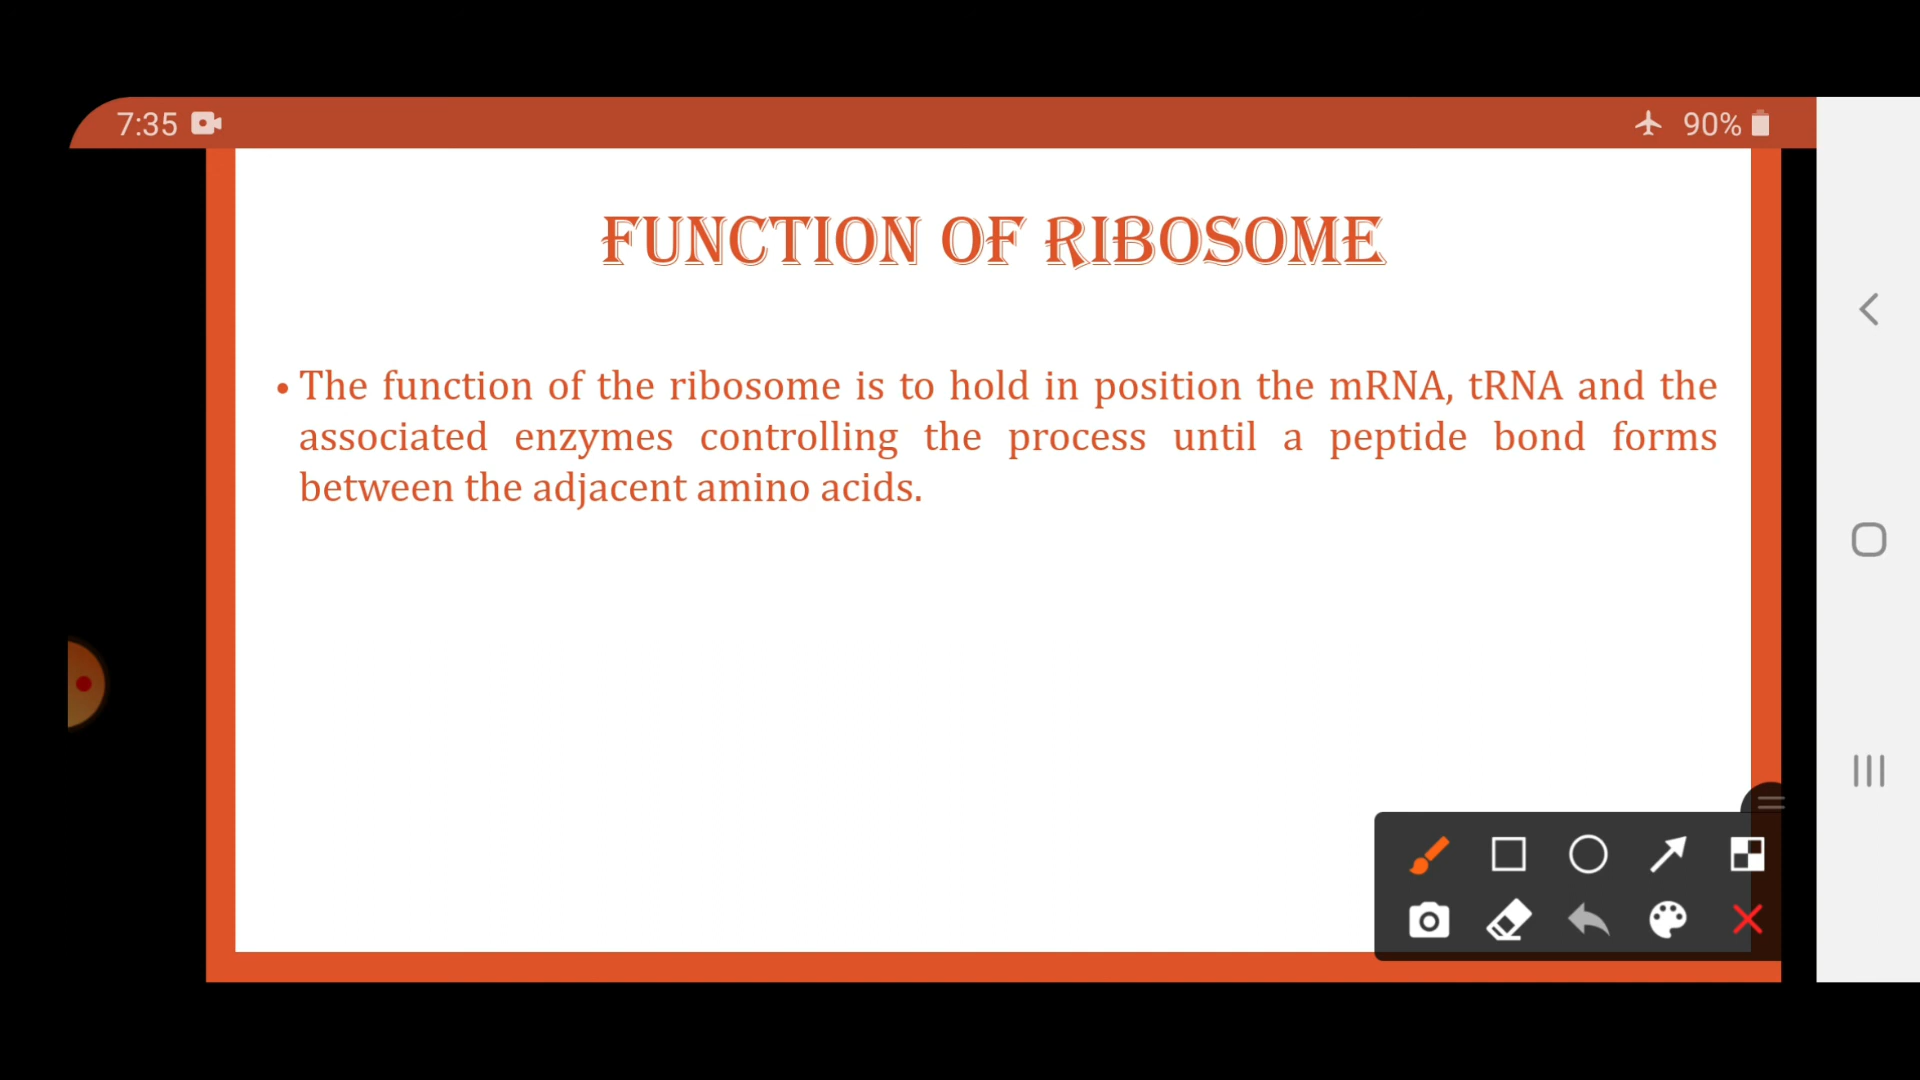 7:35
90%
FUNCTION OF RIBOSOME
• The function of the ribosome is to hold in position the mRNA, tRNA and the
associated enzymes controlling the process until a peptide bond forms
between the adjacent amino acids.